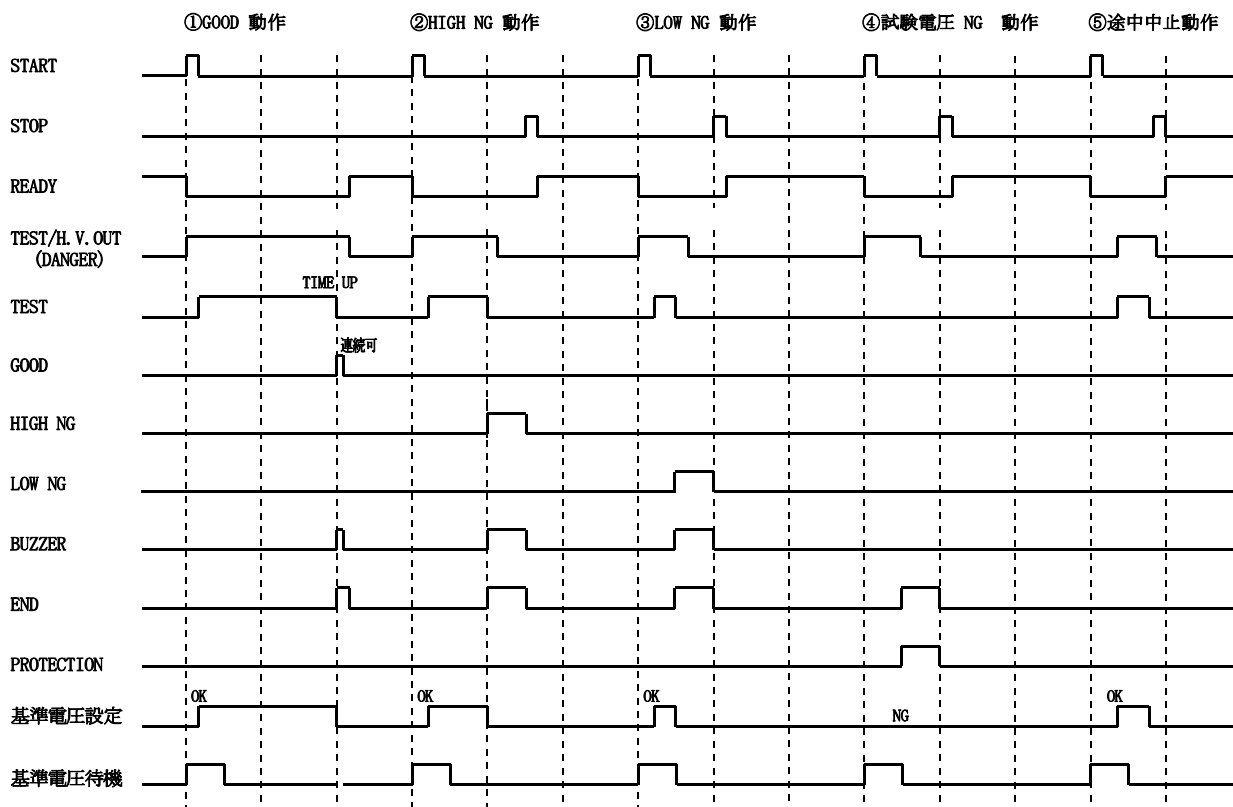 ①GOOD 動作 ②HIGH NG 動作 ③LOW NG 動作 ④試験電圧 NG 動作 ⑤途中中止動作
START
STOP
READY
TEST/H.V.OUT
(DANGER)
TIME UP
TEST
連続可
GOOD
HIGH NG
LOW NG
BUZZER
END
PROTECTION
OK OK OK OK
基準電圧設定 NG
基準電圧待機